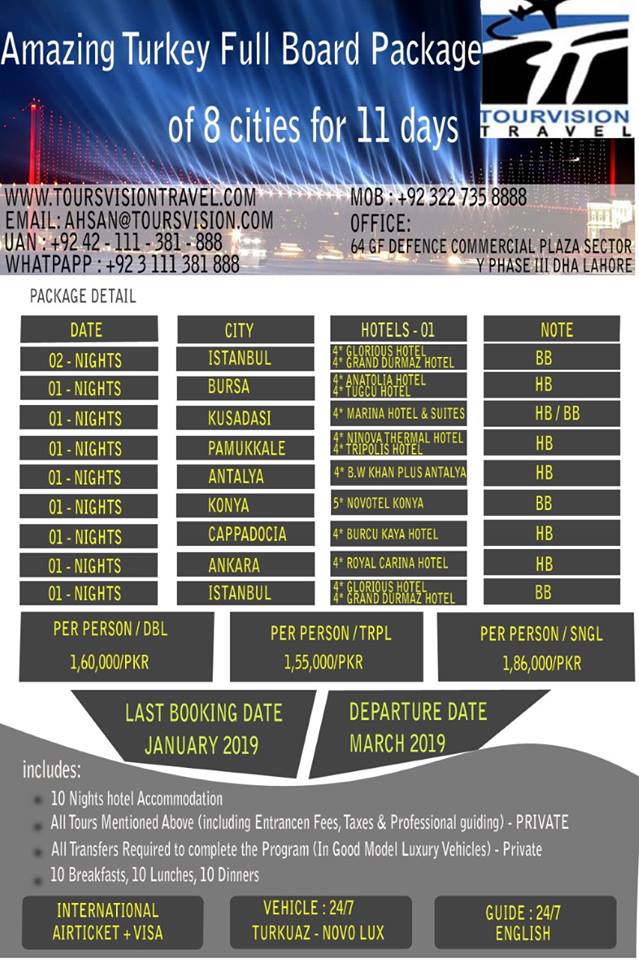 Amazing Turkey Full Board Package
of 8 cities for 11 days
TOURVISION
TRAVEL
WWW.TOURSVISIONTRAVEL.COM
EMAIL: AHSAN@TOURSVISION.COM
UAN : +92 42 - 111 - 381 - 888
WHATPAPP : +92 3 111 381 888
MOB : +92 322 735 8888
OFFICE:
64 GF DEFENCE COMMERCIAL PLAZA SECTOR
Y PHASE III DHA LAHORE
PACKAGE DETAIL
DATE CITY HOTELS - 01 NOTE
02 - NIGHTS ISTANBUL 4* GLORIOUS HOTEL
4* GRAND DURMAZ HOTEL BB
01 - NIGHTS BURSA 4* ANATOLIA HOTEL
4* TUGCU HOTEL HB
01 - NIGHTS KUSADASI 4* MARINA HOTEL & SUITES HB / BB
01 - NIGHTS PAMUKKALE 4* NINOVA THERMAL HOTEL
4* TRIPOLIS HOTEL HB
01 - NIGHTS ANTALYA 4* B.W KHAN PLUS ANTALYA HB
01 - NIGHTS KONYA 5* NOVOTEL KONYA BB
01 - NIGHTS CAPPADOCIA 4* BURCU KAYA HOTEL HB
01 - NIGHTS ANKARA 4* ROYAL CARINA HOTEL HB
01 - NIGHTS ISTANBUL 4* GLORIOUS HOTEL
4* GRAND DURMAZ HOTEL BB
PER PERSON / DBL
1,60,000/PKR
PER PERSON / TRPL
1,55,000/PKR
PER PERSON / SNGL
1,86,000/PKR
LAST BOOKING DATE
JANUARY 2019
DEPARTURE DATE
MARCH 2019
includes:
10 Nights hotel Accommodation
All Tours Mentioned Above (including Entrancen Fees, Taxes & Professional guiding) - PRIVATE
All Transfers Required to complete the Program (In Good Model Luxury Vehicles) - Private
10 Breakfasts, 10 Lunches, 10 Dinners
INTERNATIONAL
AIRTICKET + VISA
VEHICLE : 24/7
TURKUAZ - NOVO LUX
GUIDE : 24/7
ENGLISH